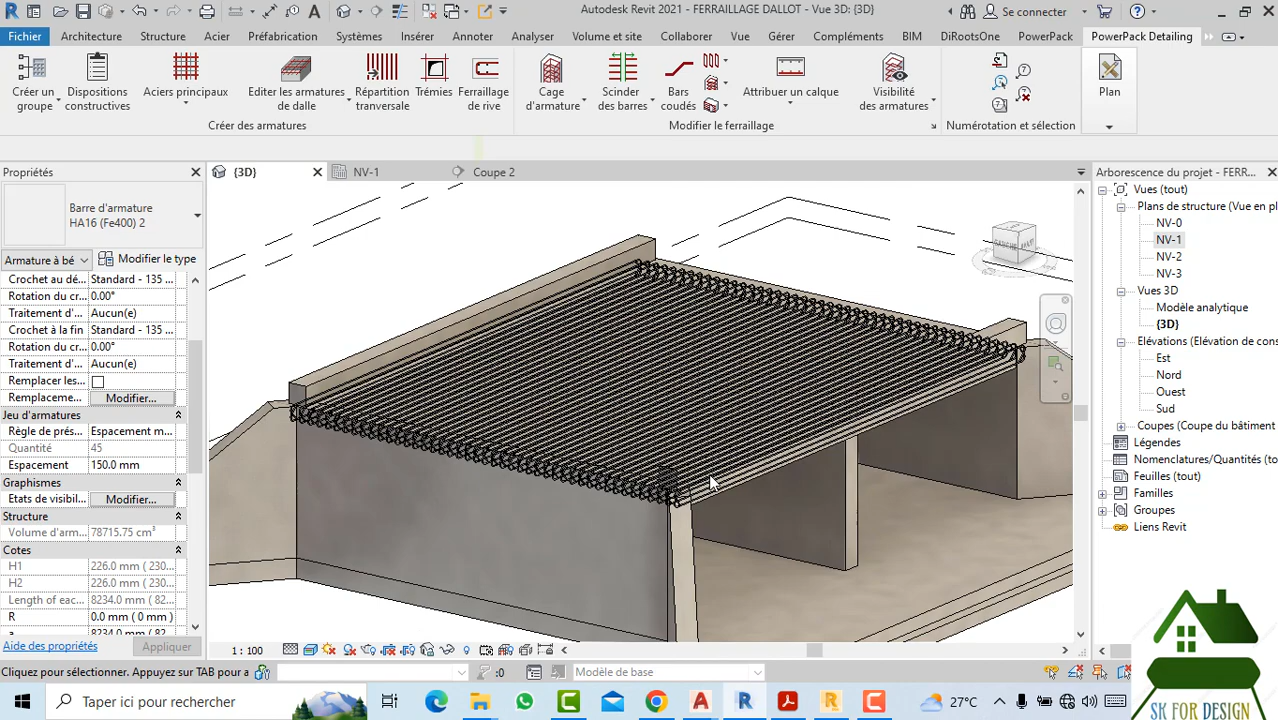 Autodesk Revit 2021 - FERRAILLAGE DALLOT - Vue 3D: {3D}
Se connecter
Fichier Architecture Structure Acier Préfabrication Systèmes Insérer Annoter Analyser Volume et site Collaborer Vue Gérer Compléments BIM DiRootsOne PowerPack PowerPack Detailing
Créer un groupe
Dispositions constructives
Aciers principaux
Editer les armatures de dalle
Répartition transversale
Trémies
Ferraillage de rive
Cage d'armature
Scinder des barres
Bars coudés
Attribuer un calque
Visibilité des armatures
Plan
Créer des armatures
Modifier le ferraillage
Numérotation et sélection
Propriétés
{3D}
NV-1
Coupe 2
Arborescence du projet - FERR...
Barre d'armature
HA16 (Fe400) 2
Armature à bé
Modifier le type
Crochet au dé... Standard - 135
Rotation du cr... 0.00°
Traitement d'... Aucun(e)
Crochet à la fin Standard - 135
Rotation du cr... 0.00°
Traitement d'... Aucun(e)
Remplacer les
Remplaceme... Modifier...
Jeu d'armatures
Règle de prés... Espacement m...
Quantité 45
Espacement 150.0 mm
Graphismes
Etats de visibil... Modifier...
Structure
Volume d'arm... 78715.75 cm³
Cotes
H1 226.0 mm ( 230...
H2 226.0 mm ( 230...
Length of eac... 8234.0 mm ( 82...
R 0.0 mm ( 0 mm)
a 8234.0 mm ( 82
Aide des propriétés
Appliquer
Vues (tout)
Plans de structure (Vue en pl
NV-0
NV-1
NV-2
NV-3
Vues 3D
Modèle analytique
{3D}
Elévations (Elévation de cons
Est
Nord
Ouest
Sud
Coupes (Coupe du bâtiment
Légendes
Nomenclatures/Quantités (to
Feuilles (tout)
Familles
Groupes
Liens Revit
1 : 100
Cliquez pour sélectionner. Appuyez sur TAB pour a
:0
Modèle de base
Taper ici pour rechercher
27°C
SK FOR DESIGN